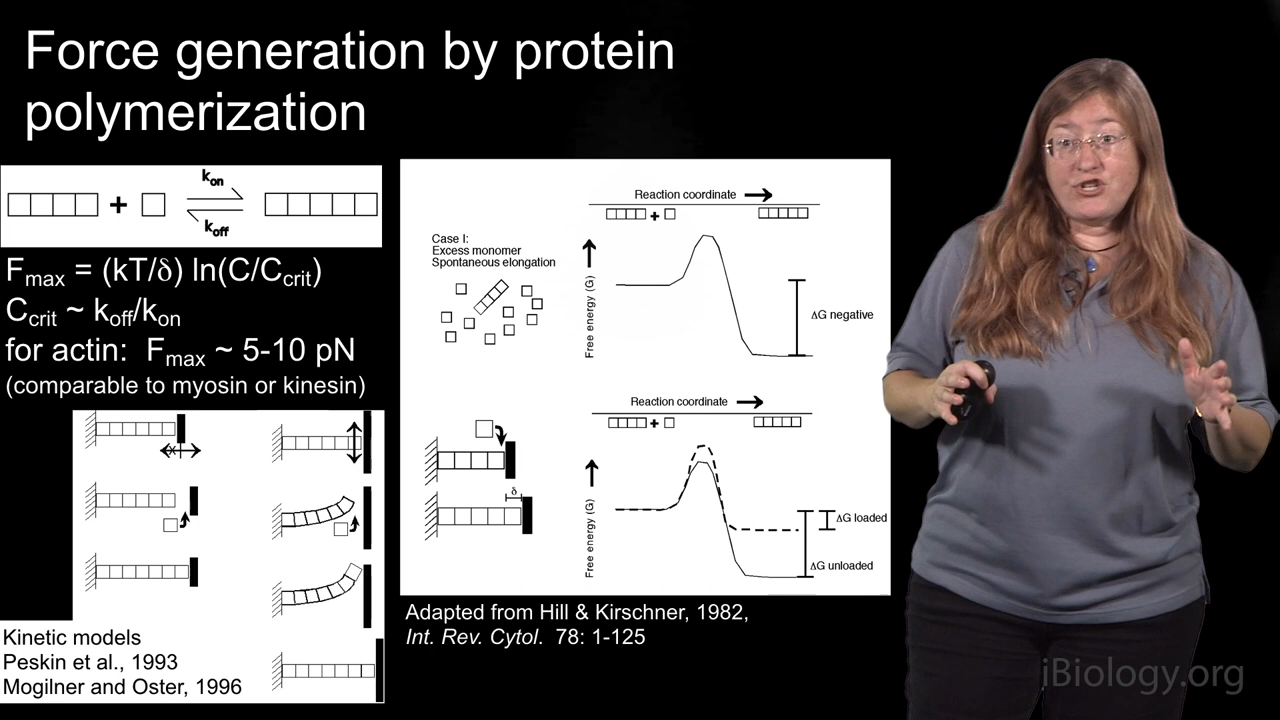 Force generation by protein
polymerization
kon
koff
Fmax = (kT/δ) ln(C/Ccrit)
Ccrit ~ koff/kon
for actin: Fmax ~ 5-10 pN
(comparable to myosin or kinesin)
x
Kinetic models
Peskin et al., 1993
Mogilner and Oster, 1996
Reaction coordinate
Case I:
Excess monomer
Spontaneous elongation
Free energy (G)
ΔG negative
Reaction coordinate
δ
Free energy (G)
ΔG loaded
ΔG unloaded
Adapted from Hill & Kirschner, 1982,
Int. Rev. Cytol. 78: 1-125
iBiology.org